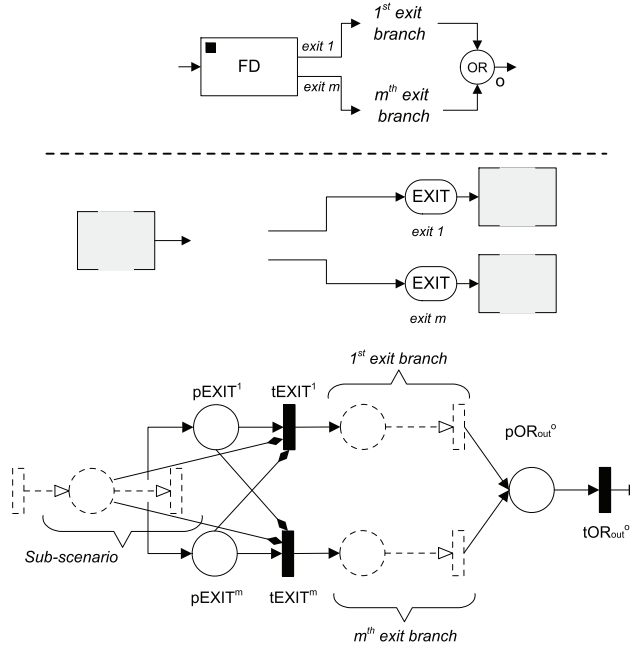 1st exit
branch
exit 1
FD
OR
o
exit m
mth exit
branch
EXIT
exit 1
EXIT
exit m
1st exit branch
pEXIT1
tEXIT1
pORouto
tORouto
Sub-scenario
pEXITm
tEXITm
mth exit branch